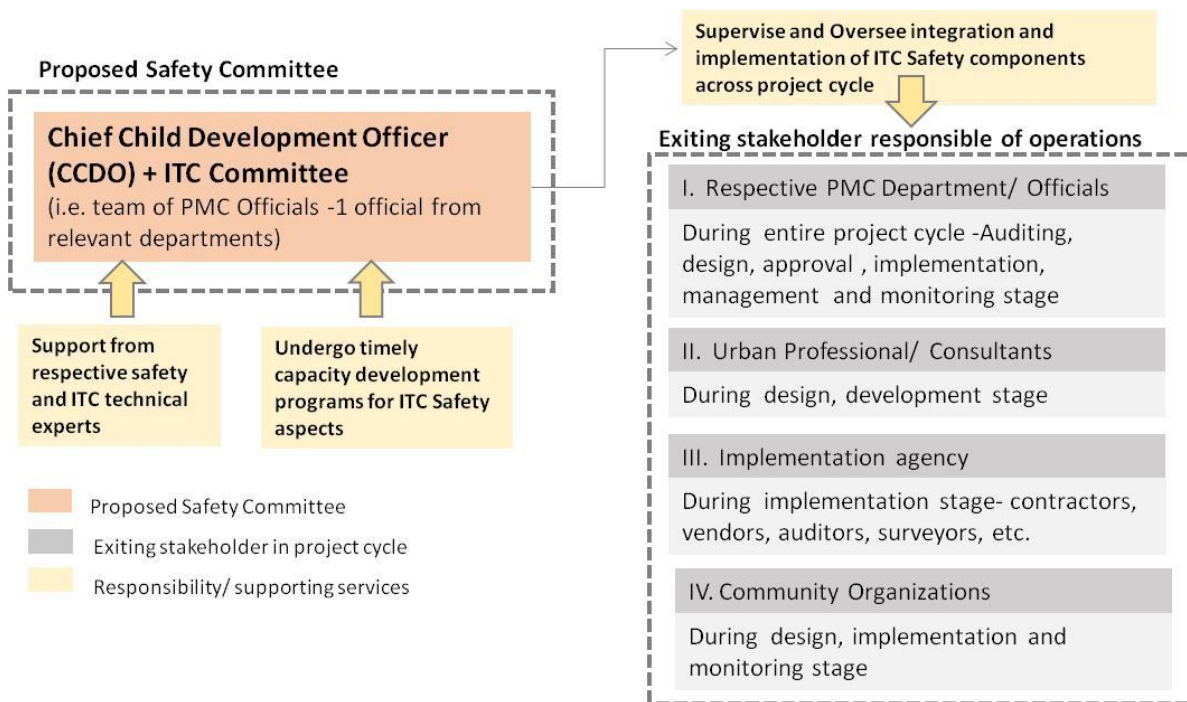 Proposed Safety Committee
Chief Child Development Officer
(CCDO) + ITC Committee
(i.e. team of PMC Officials -1 official from
relevant departments)
Support from
respective safety
and ITC technical
experts
Undergo timely
capacity development
programs for ITC Safety
aspects
Proposed Safety Committee
Exiting stakeholder in project cycle
Responsibility/ supporting services
Supervise and Oversee integration and
implementation of ITC Safety components
across project cycle
Exiting stakeholder responsible of operations
I. Respective PMC Department/ Officials
During entire project cycle -Auditing,
design, approval , implementation,
management and monitoring stage
II. Urban Professional/ Consultants
During design, development stage
III. Implementation agency
During implementation stage- contractors,
vendors, auditors, surveyors, etc.
IV. Community Organizations
During design, implementation and
monitoring stage